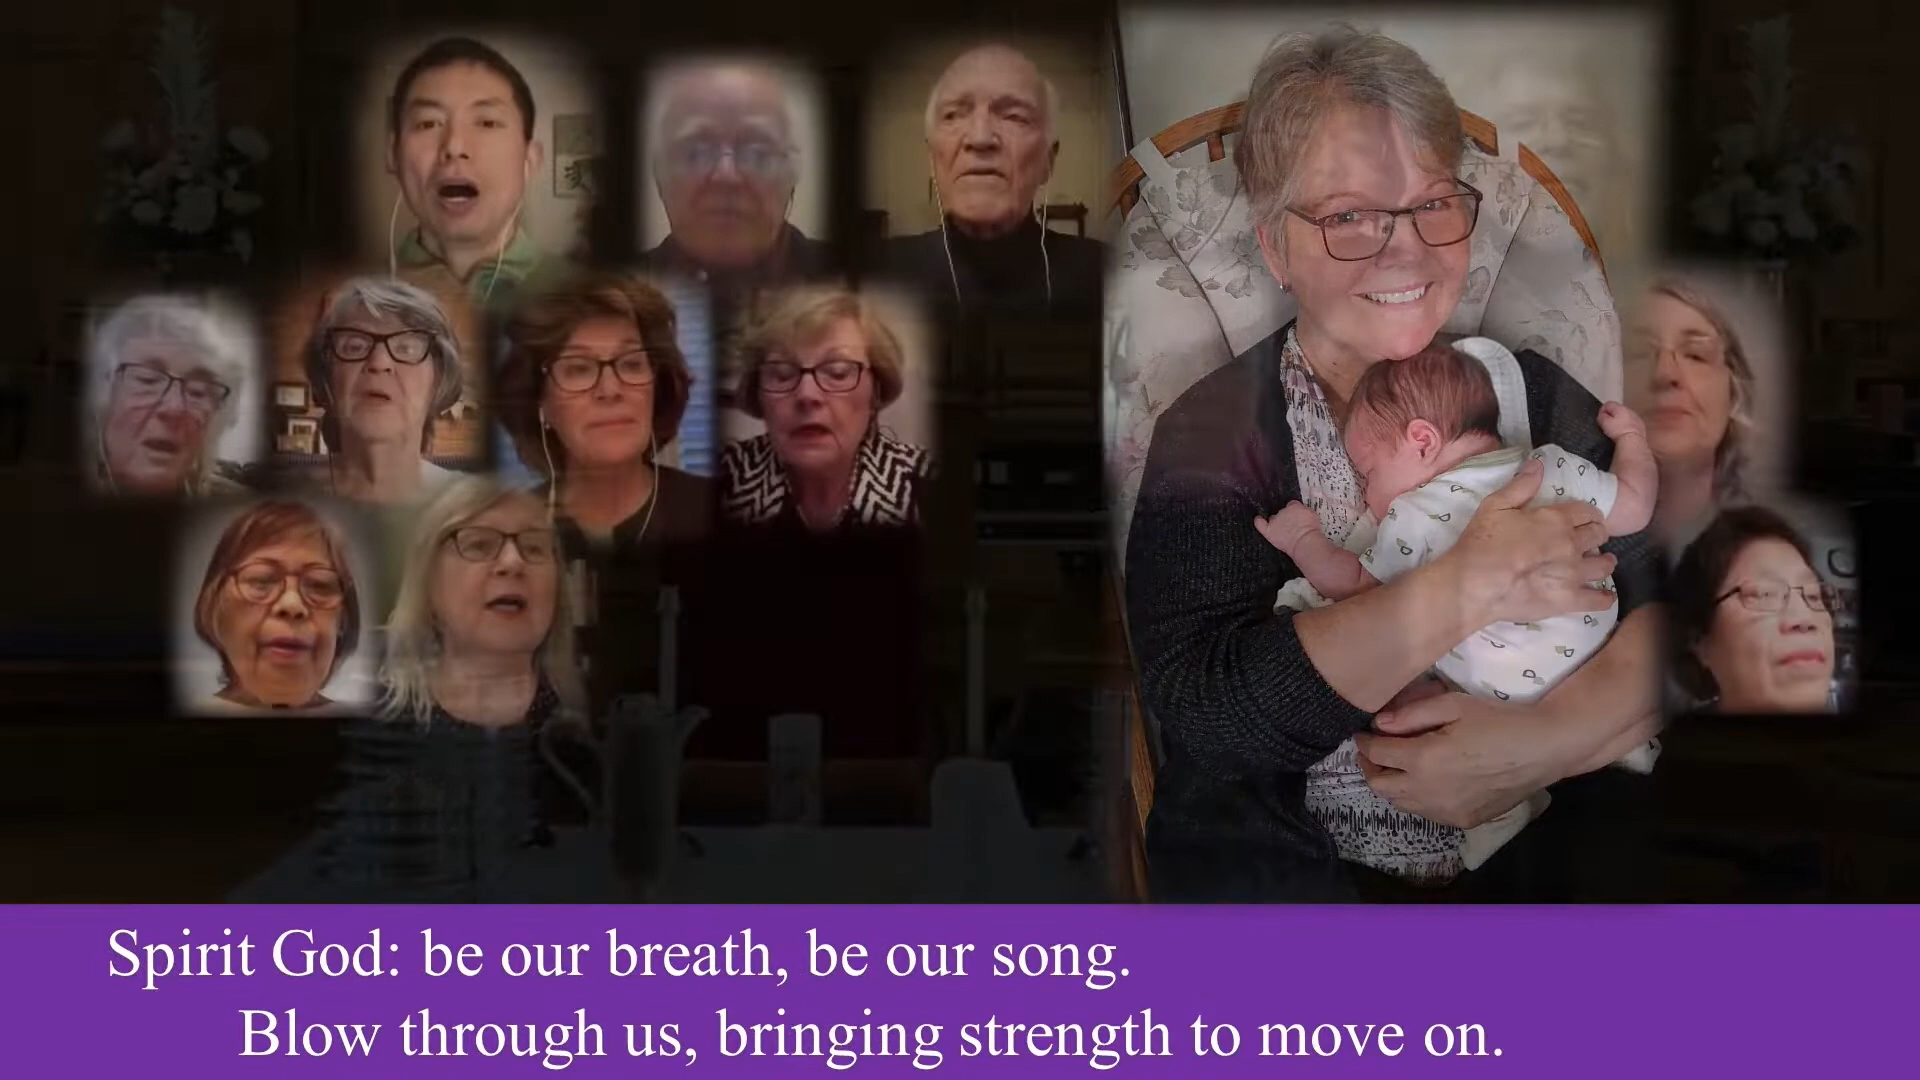 Spirit God: be our breath, be our song.
Blow through us, bringing strength to move on.